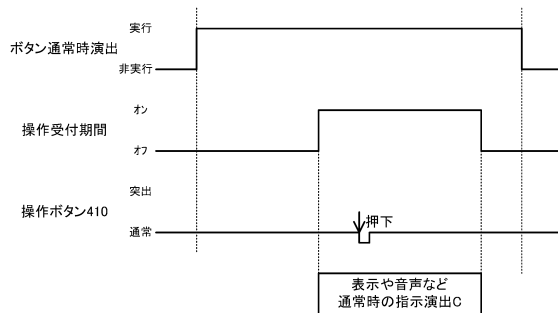 実行
ボタン通常時演出
非実行
オン
操作受付期間
オフ
突出
操作ボタン410
押下
通常
表示や音声など
通常時の指示演出C